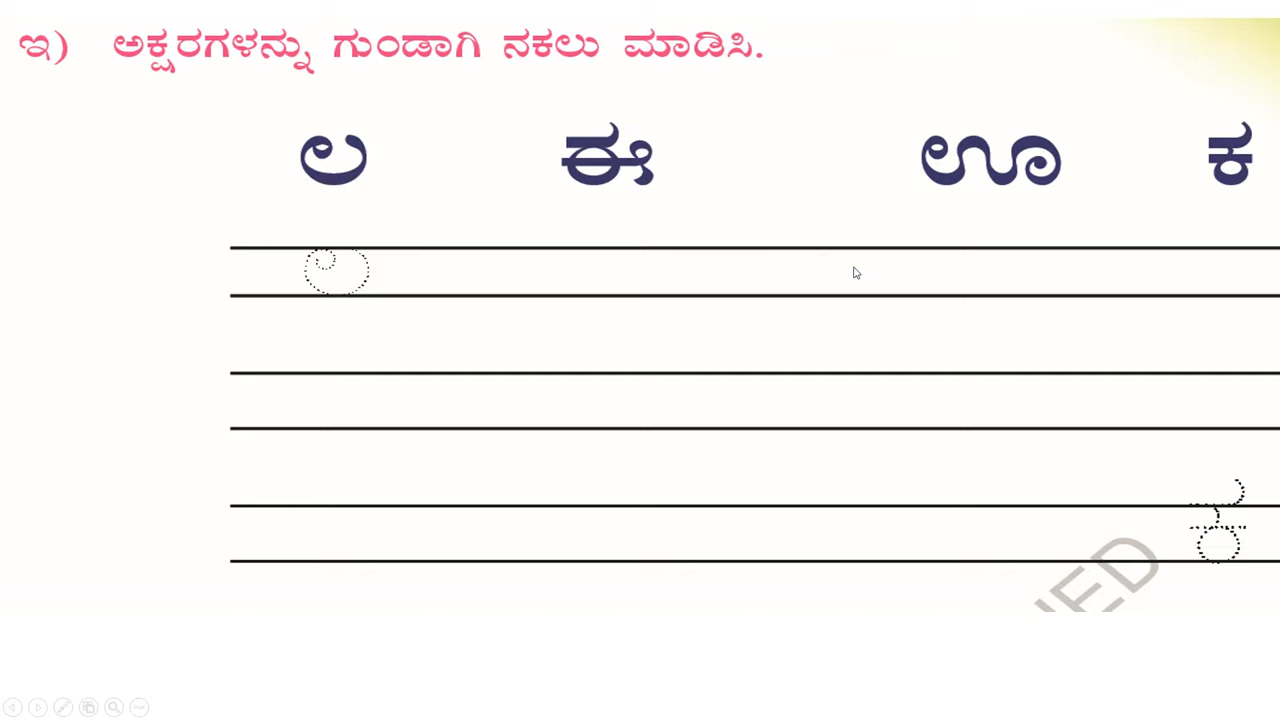 ಇ) ಅಕ್ಷರಗಳನ್ನು ಗುಂಡಾಗಿ ನಕಲು ಮಾಡಿಸಿ.
ಲ ಈ ಊ ಕ
ಲ
ಕ